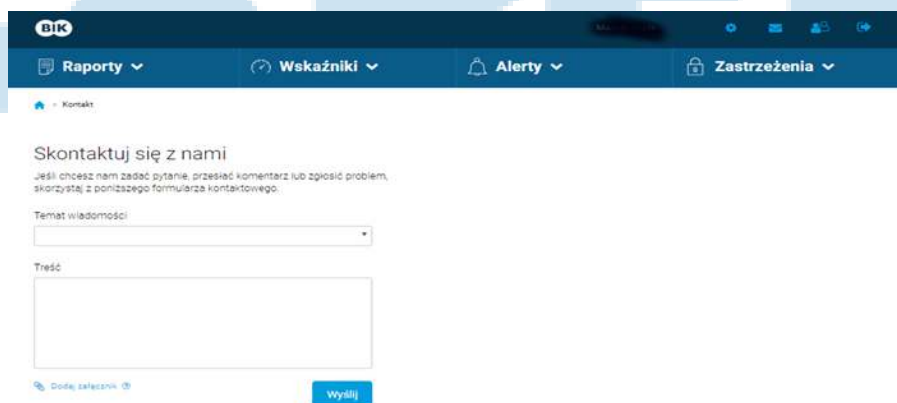 BIK
Raporty
Wskaźniki
Alerty
Zastrzeżenia
> Kontakt
Skontaktuj się z nami
Jeśli chcesz nam zadać pytanie, przesłać komentarz lub zgłosić problem,
skorzystaj z poniższego formularza kontaktowego.
Temat wiadomości
Treść
Dodaj załącznik
Wyślij